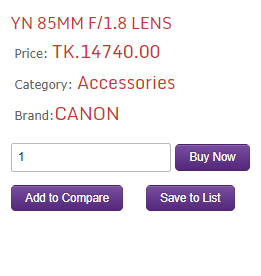 YN 85MM F/1.8 LENS
Price: TK.14740.00
Category: Accessories
Brand:CANON
1 Buy Now
Add to Compare Save to List